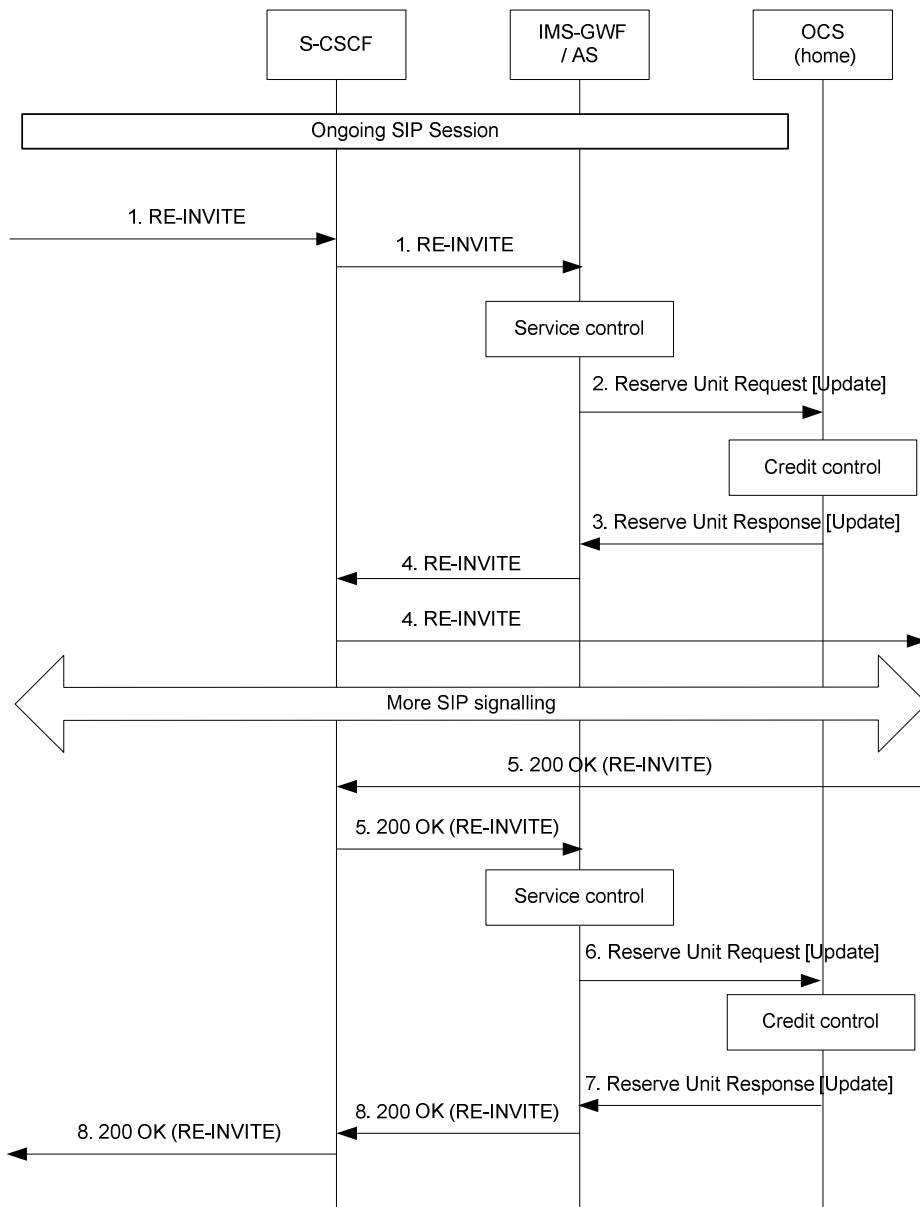 S-CSCF
IMS-GWF
/ AS
OCS
(home)
Ongoing SIP Session
1. RE-INVITE
1. RE-INVITE
Service control
2. Reserve Unit Request [Update]
Credit control
3. Reserve Unit Response [Update]
4. RE-INVITE
4. RE-INVITE
More SIP signalling
5. 200 OK (RE-INVITE)
5. 200 OK (RE-INVITE)
Service control
6. Reserve Unit Request [Update]
Credit control
7. Reserve Unit Response [Update]
8. 200 OK (RE-INVITE)
8. 200 OK (RE-INVITE)